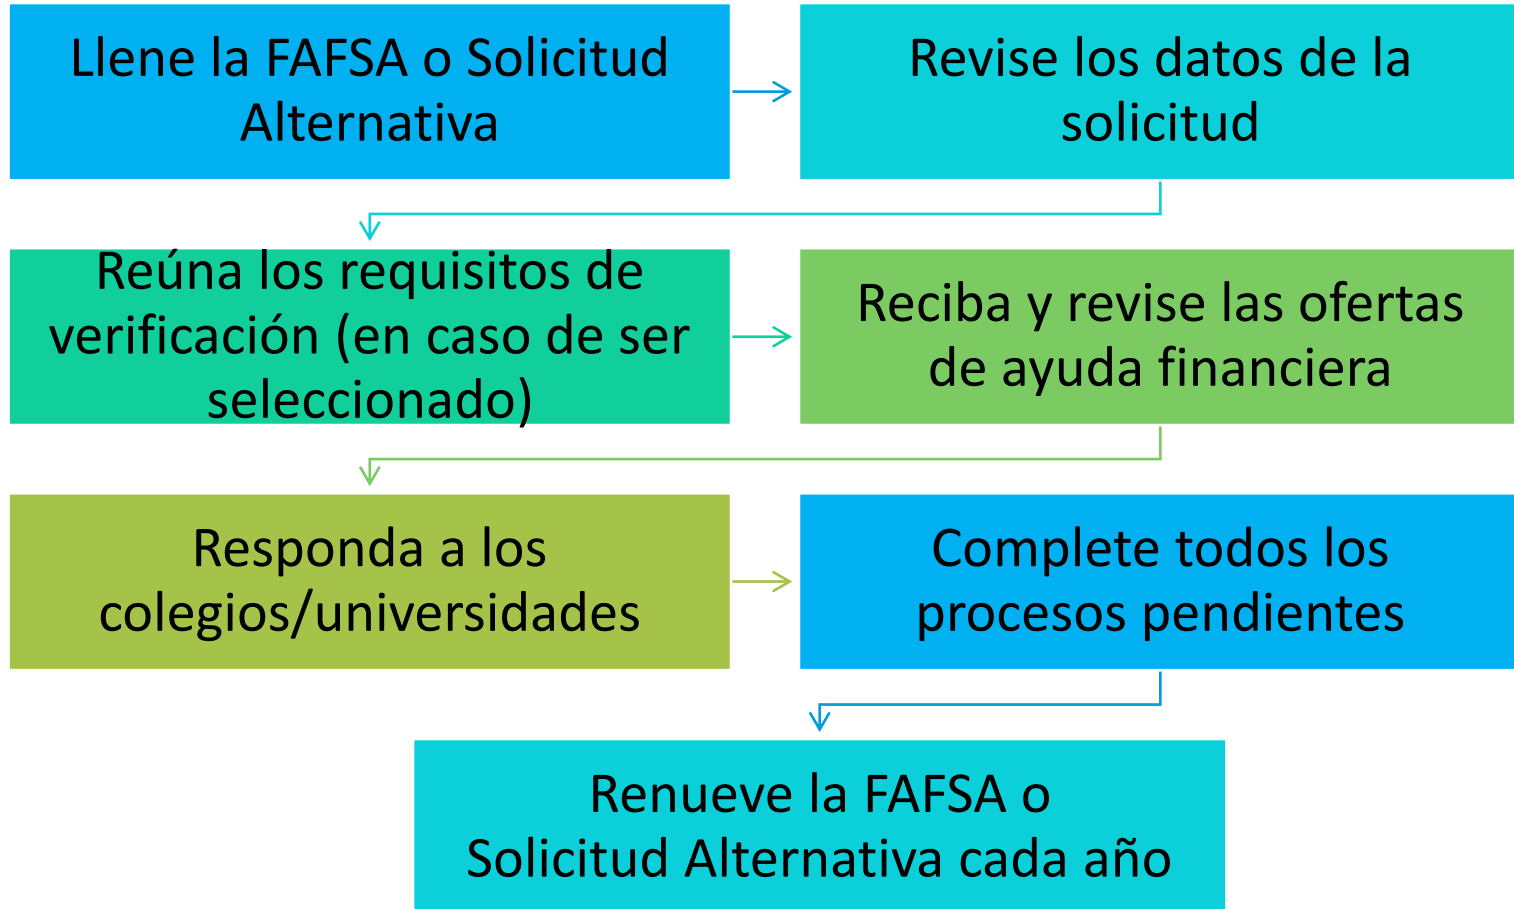 Llene la FAFSA o Solicitud
Alternativa
Revise los datos de la
solicitud
Reúna los requisitos de
verificación (en caso de ser
seleccionado)
Reciba y revise las ofertas
de ayuda financiera
Responda a los
colegios/universidades
Complete todos los
procesos pendientes
Renueve la FAFSA o
Solicitud Alternativa cada año